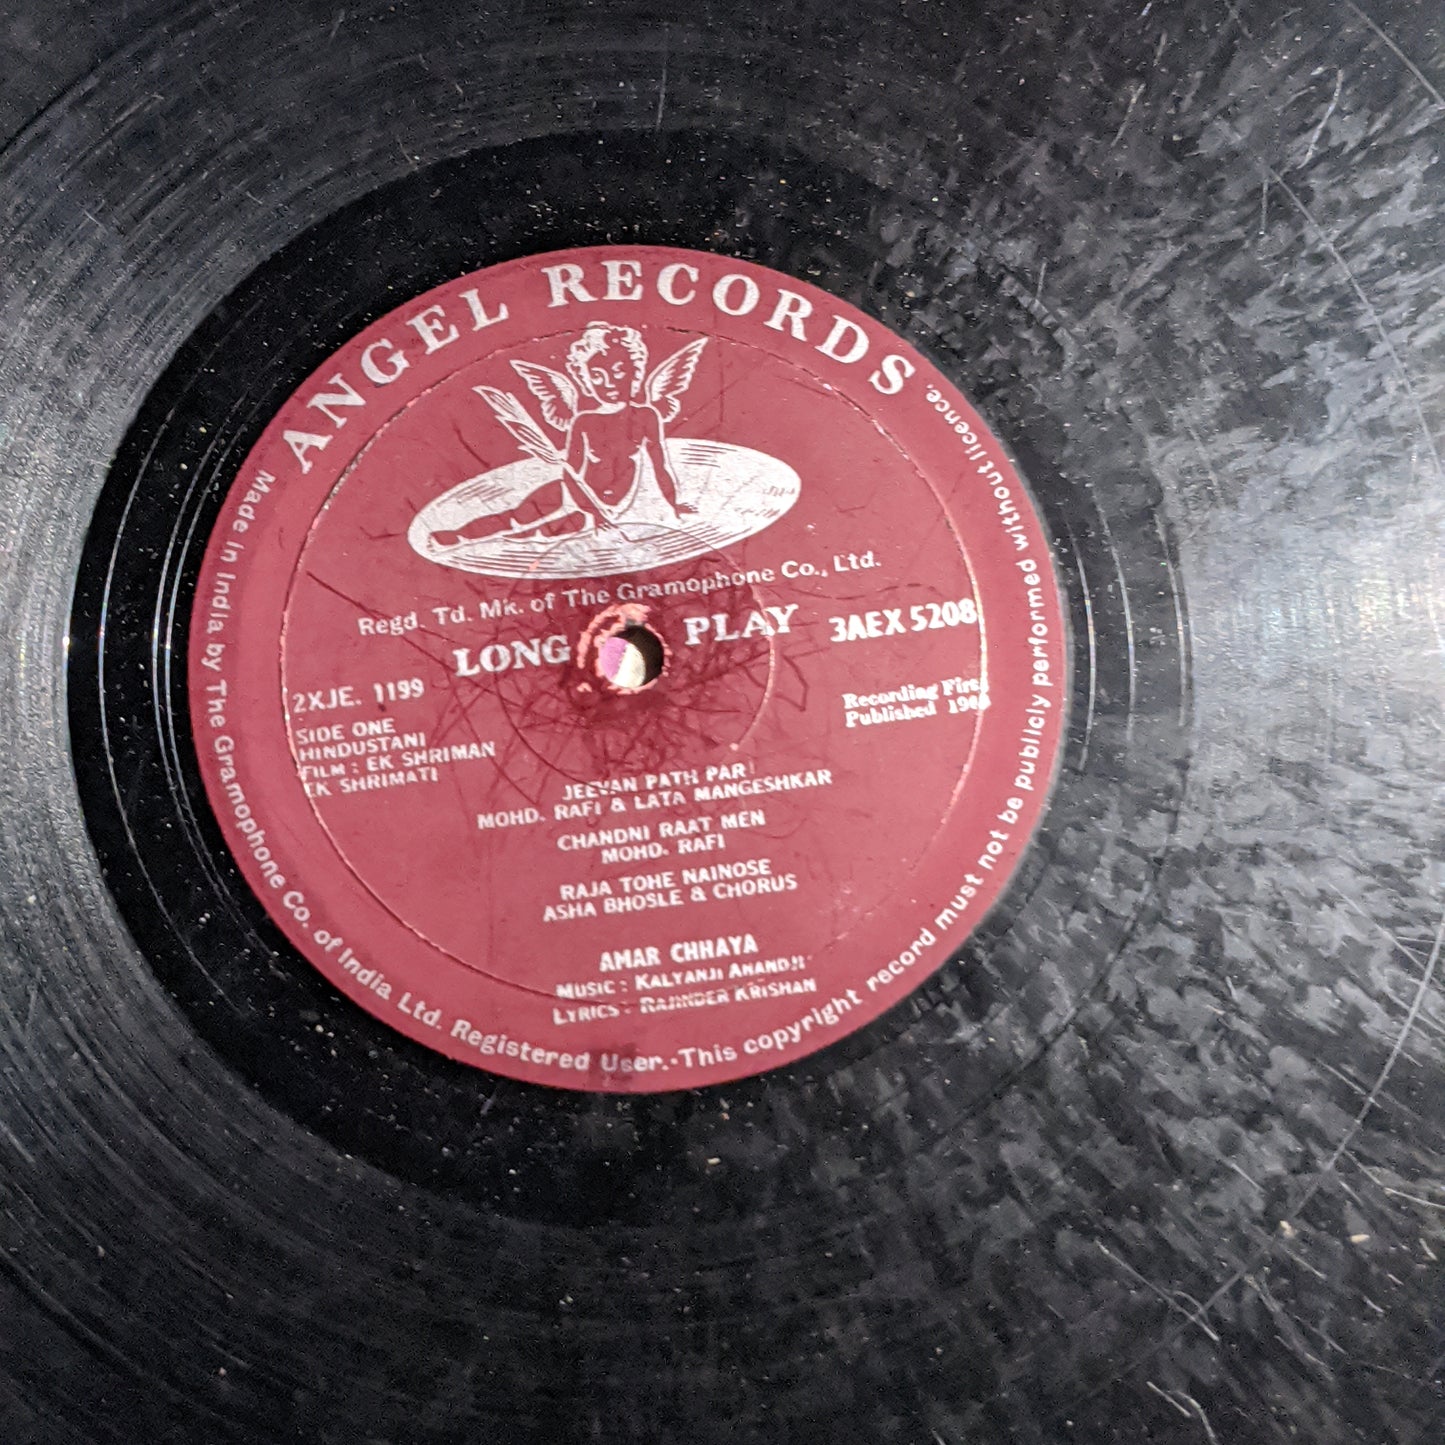 ANGEL RECORDS
Regd. Td. Mk. of The Gramophone Co., Ltd.
LONG PLAY
3AEX 5208
2XJE. 1199
Recording First
Published
SIDE ONE
HINDUSTANI
FILM : EK SHRIMAN
EK SHRIMATI
JEEVAN PATH PAR
MOHD. RAFI & LATA MANGESHKAR
CHANDNI RAAT MEN
MOHD. RAFI
RAJA TOHE NAINOSE
ASHA BHOSLE & CHORUS
AMAR CHHAYA
MUSIC : KALYANJI ANANDJI
LYRICS : RAJINDER KRISHAN
Made in India by The Gramophone Co. of India Ltd. Registered User. · This copyright record must not be publicly performed without licence.